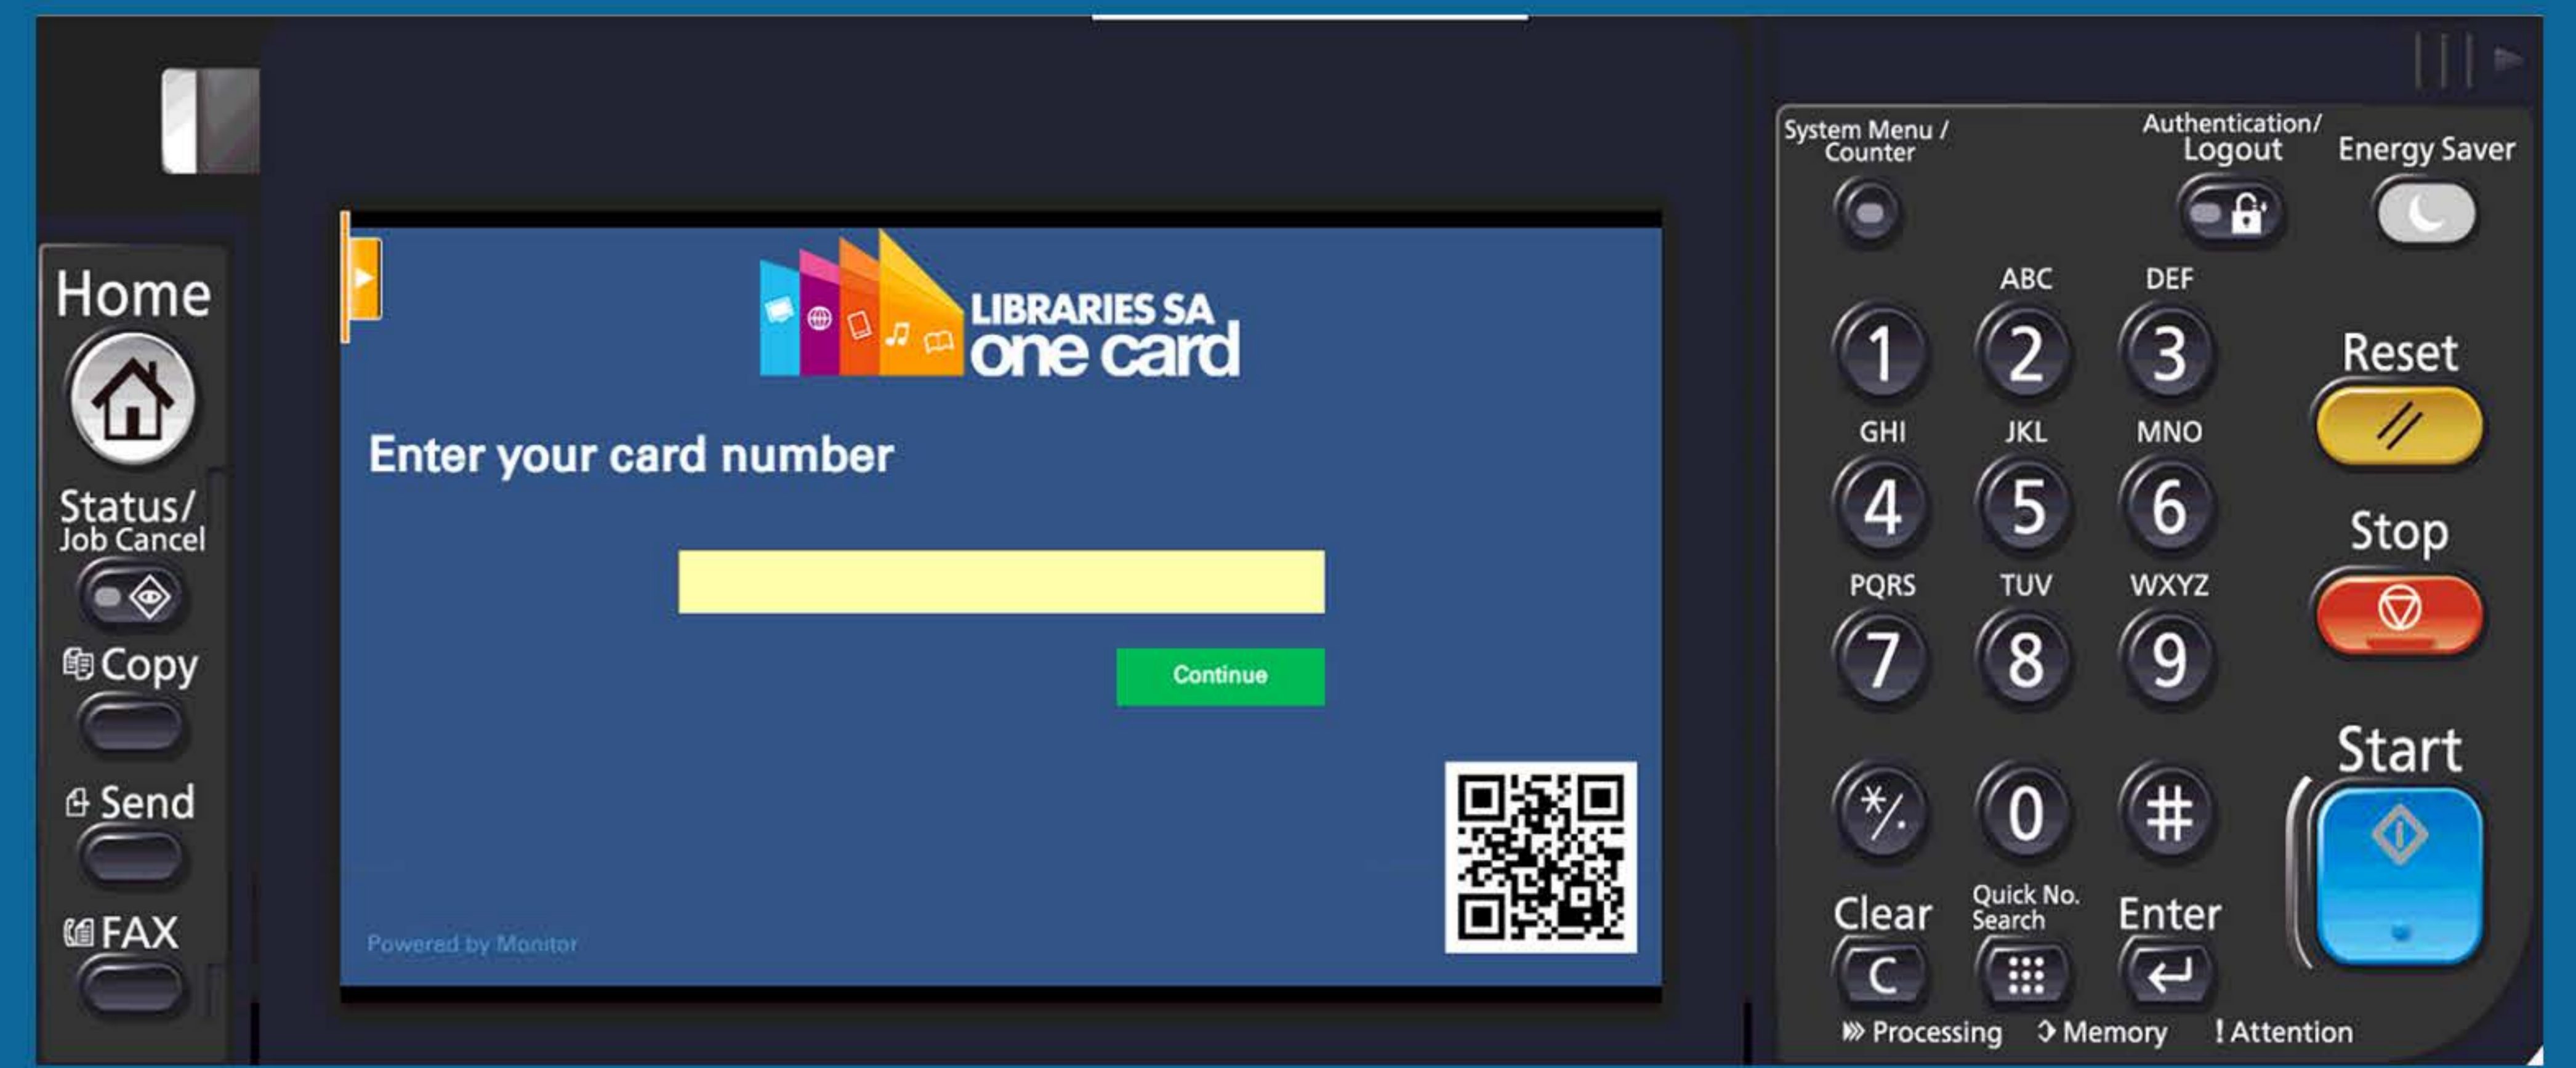 Home
Status/
Job Cancel
Copy
Send
FAX
LIBRARIES SA
one card
Enter your card number
Continue
Powered by Monitor
System Menu /
Counter
Authentication/
Logout
Energy Saver
ABC
DEF
1
2
3
GHI
JKL
MNO
4
5
6
PQRS
TUV
WXYZ
7
8
9
*/.
0
#
Reset
Stop
Start
Clear
Quick No.
Search
Enter
C
Processing
Memory
! Attention